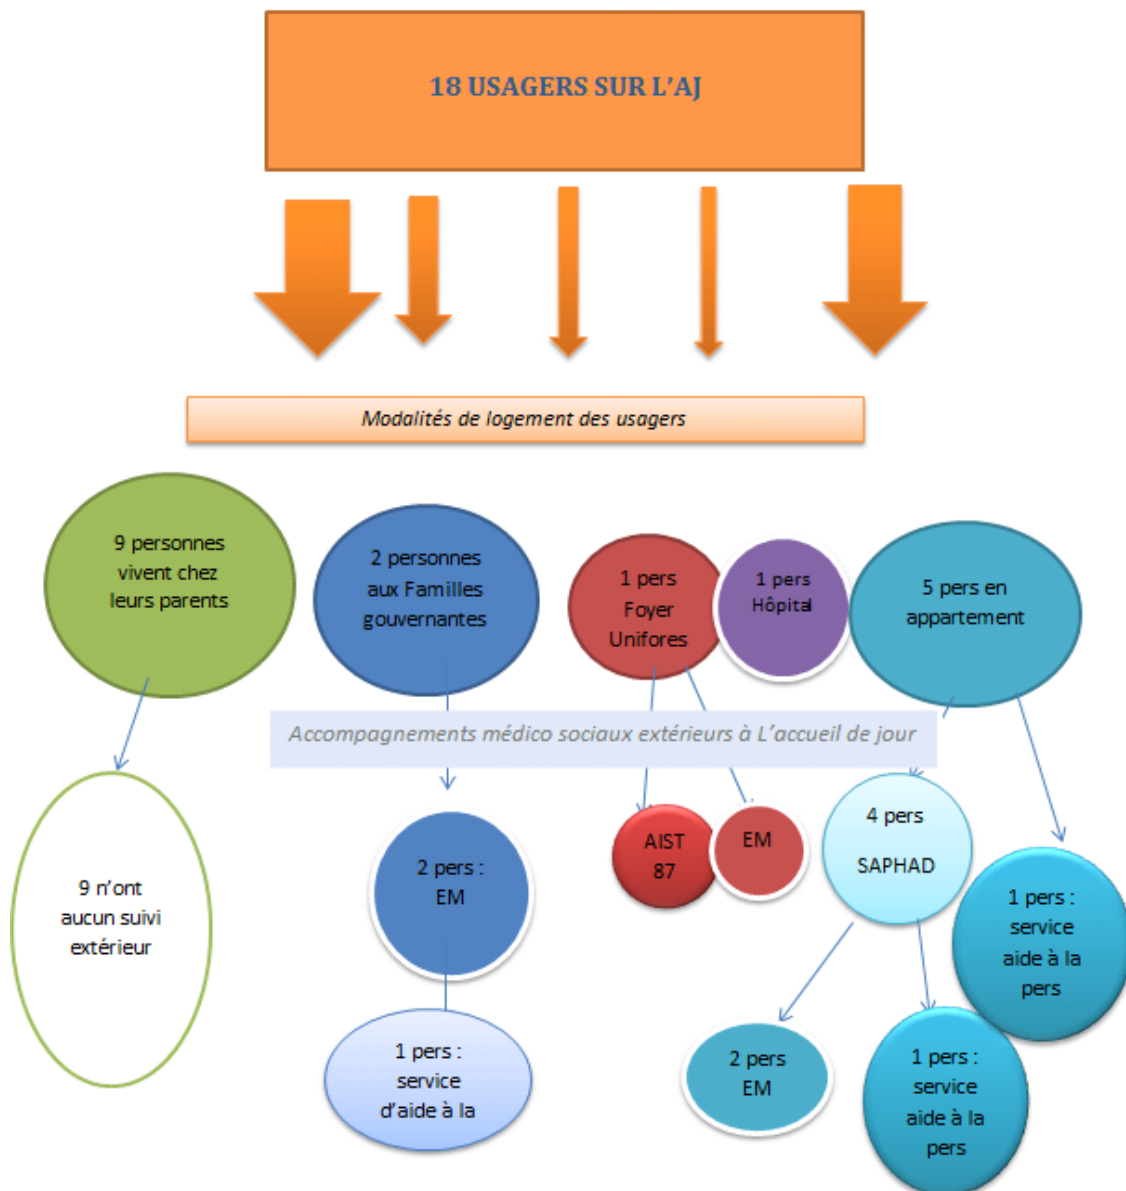 18 USAGERS SUR L'AJ
Modalités de logement des usagers
9 personnes
vivent chez
leurs parents
2 personnes
aux Familles
gouvernantes
1 pers
Foyer
Unifores
1 pers
Hôpital
5 pers en
appartement
Accompagnements médico sociaux extérieurs à L'accueil de jour
9 n'ont
aucun suivi
extérieur
2 pers :
EM
AIST
87
EM
4 pers
SAPHAD
1 pers :
service
aide à la
pers
1 pers :
service
d'aide à la
2 pers
EM
1 pers :
service
aide à la
pers